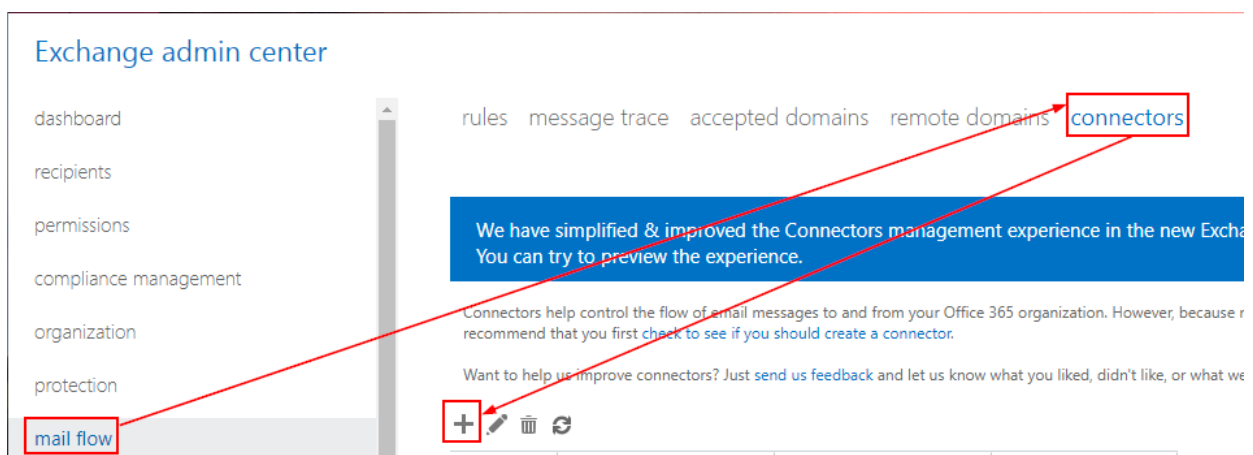 Exchange admin center
dashboard
recipients
permissions
compliance management
organization
protection
mail flow
rules message trace accepted domains remote domains connectors
We have simplified & improved the Connectors management experience in the new
You can try to preview the experience.
Connectors help control the flow of email messages to and from your Office 365 organization. However, because
recommend that you first check to see if you should create a connector.
Want to help us improve connectors? Just send us feedback and let us know what you liked, didn't like, or what